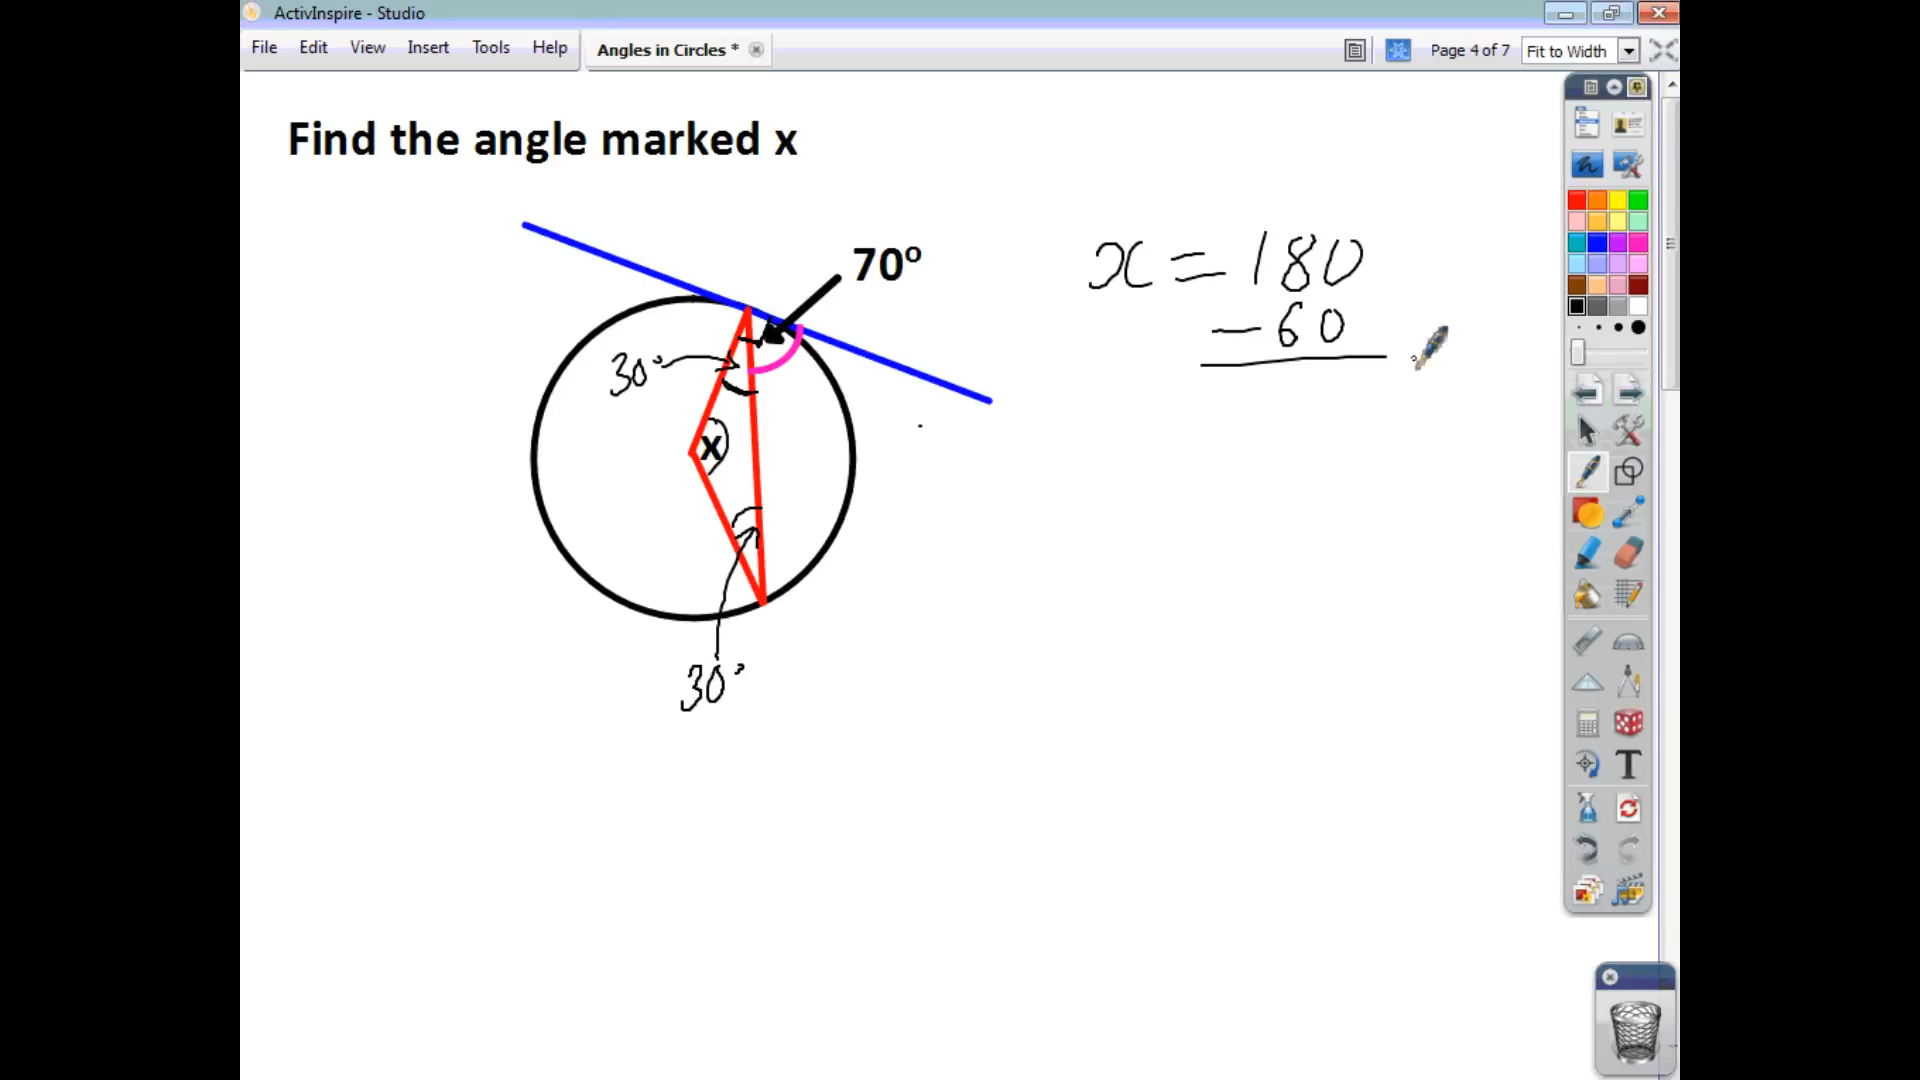 ActivInspire - Studio
File Edit View Insert Tools Help
Angles in Circles *
Page 4 of 7
Fit to Width
Find the angle marked x
70º
x = 180
- 60
30°
x
30°
T